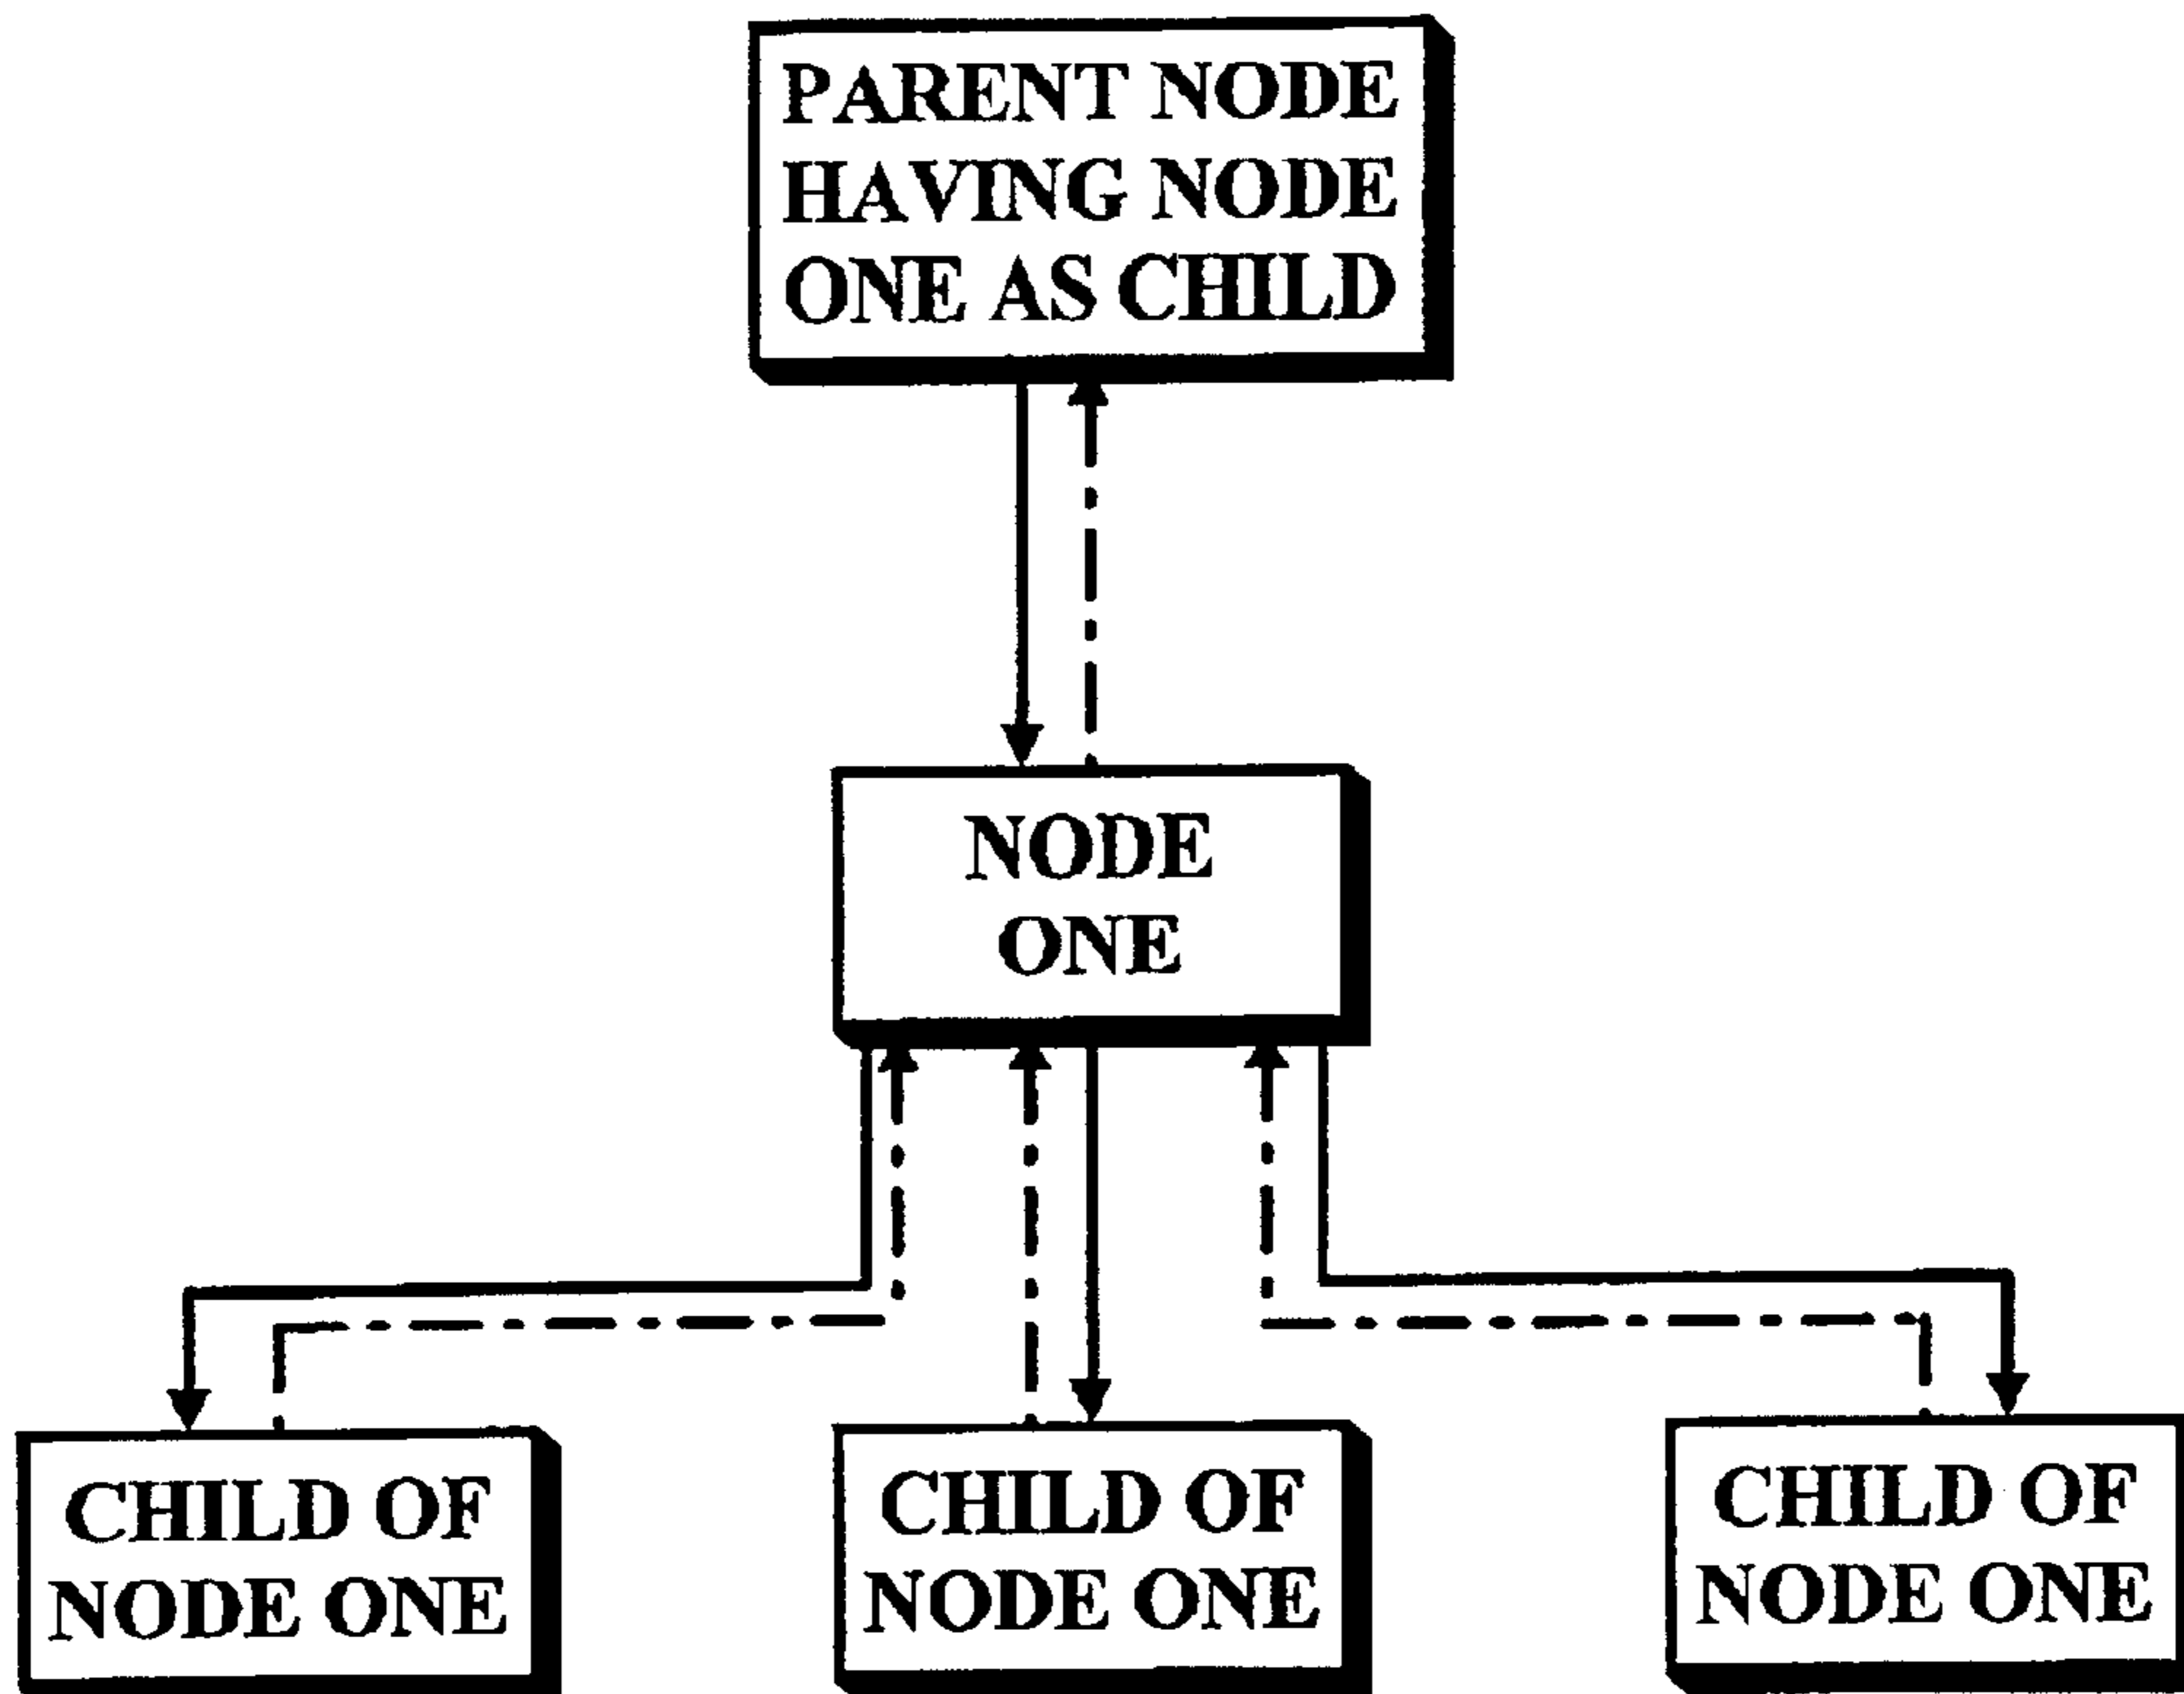 PARENT NODE
HAVING NODE
ONE AS CHILD
NODE
ONE
CHILD OF
NODE ONE
CHILD OF
NODE ONE
CHILD OF
NODE ONE